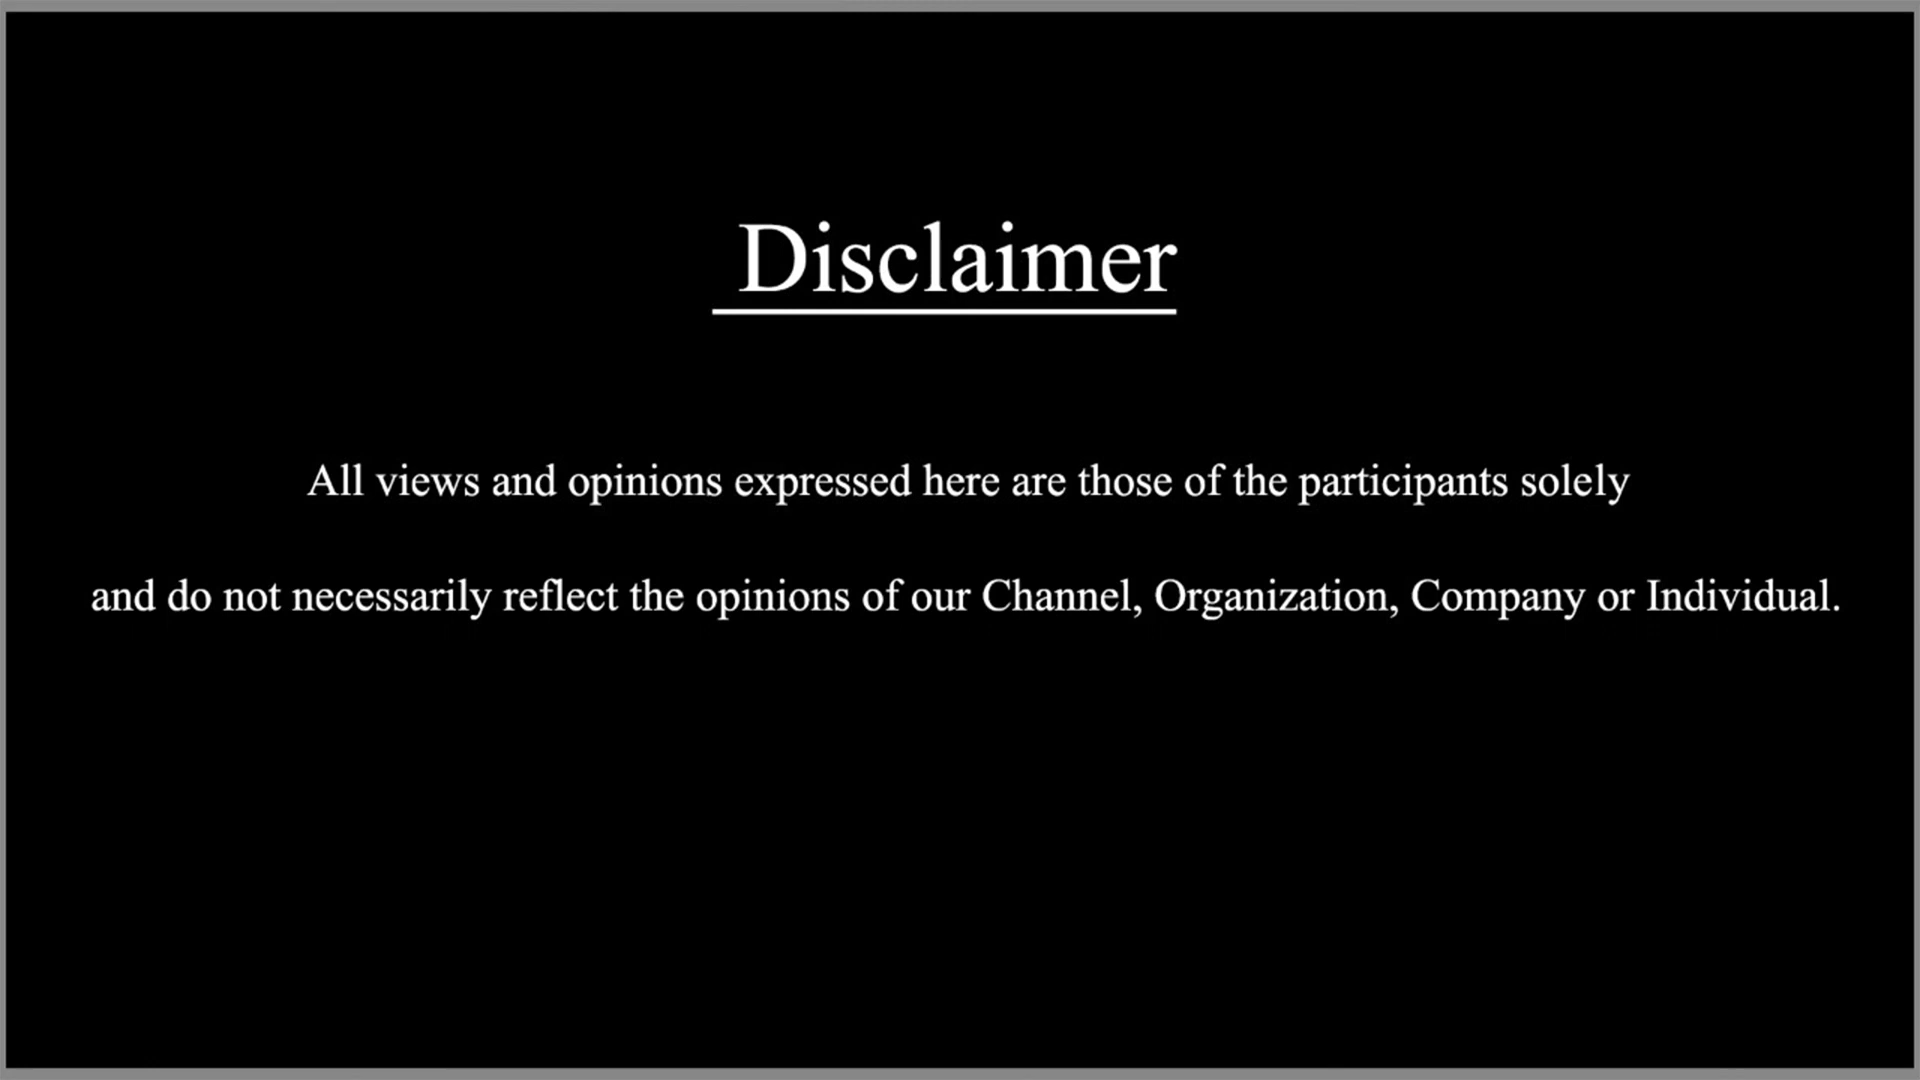 Disclaimer
All views and opinions expressed here are those of the participants solely
and do not necessarily reflect the opinions of our Channel, Organization, Company or Individual.